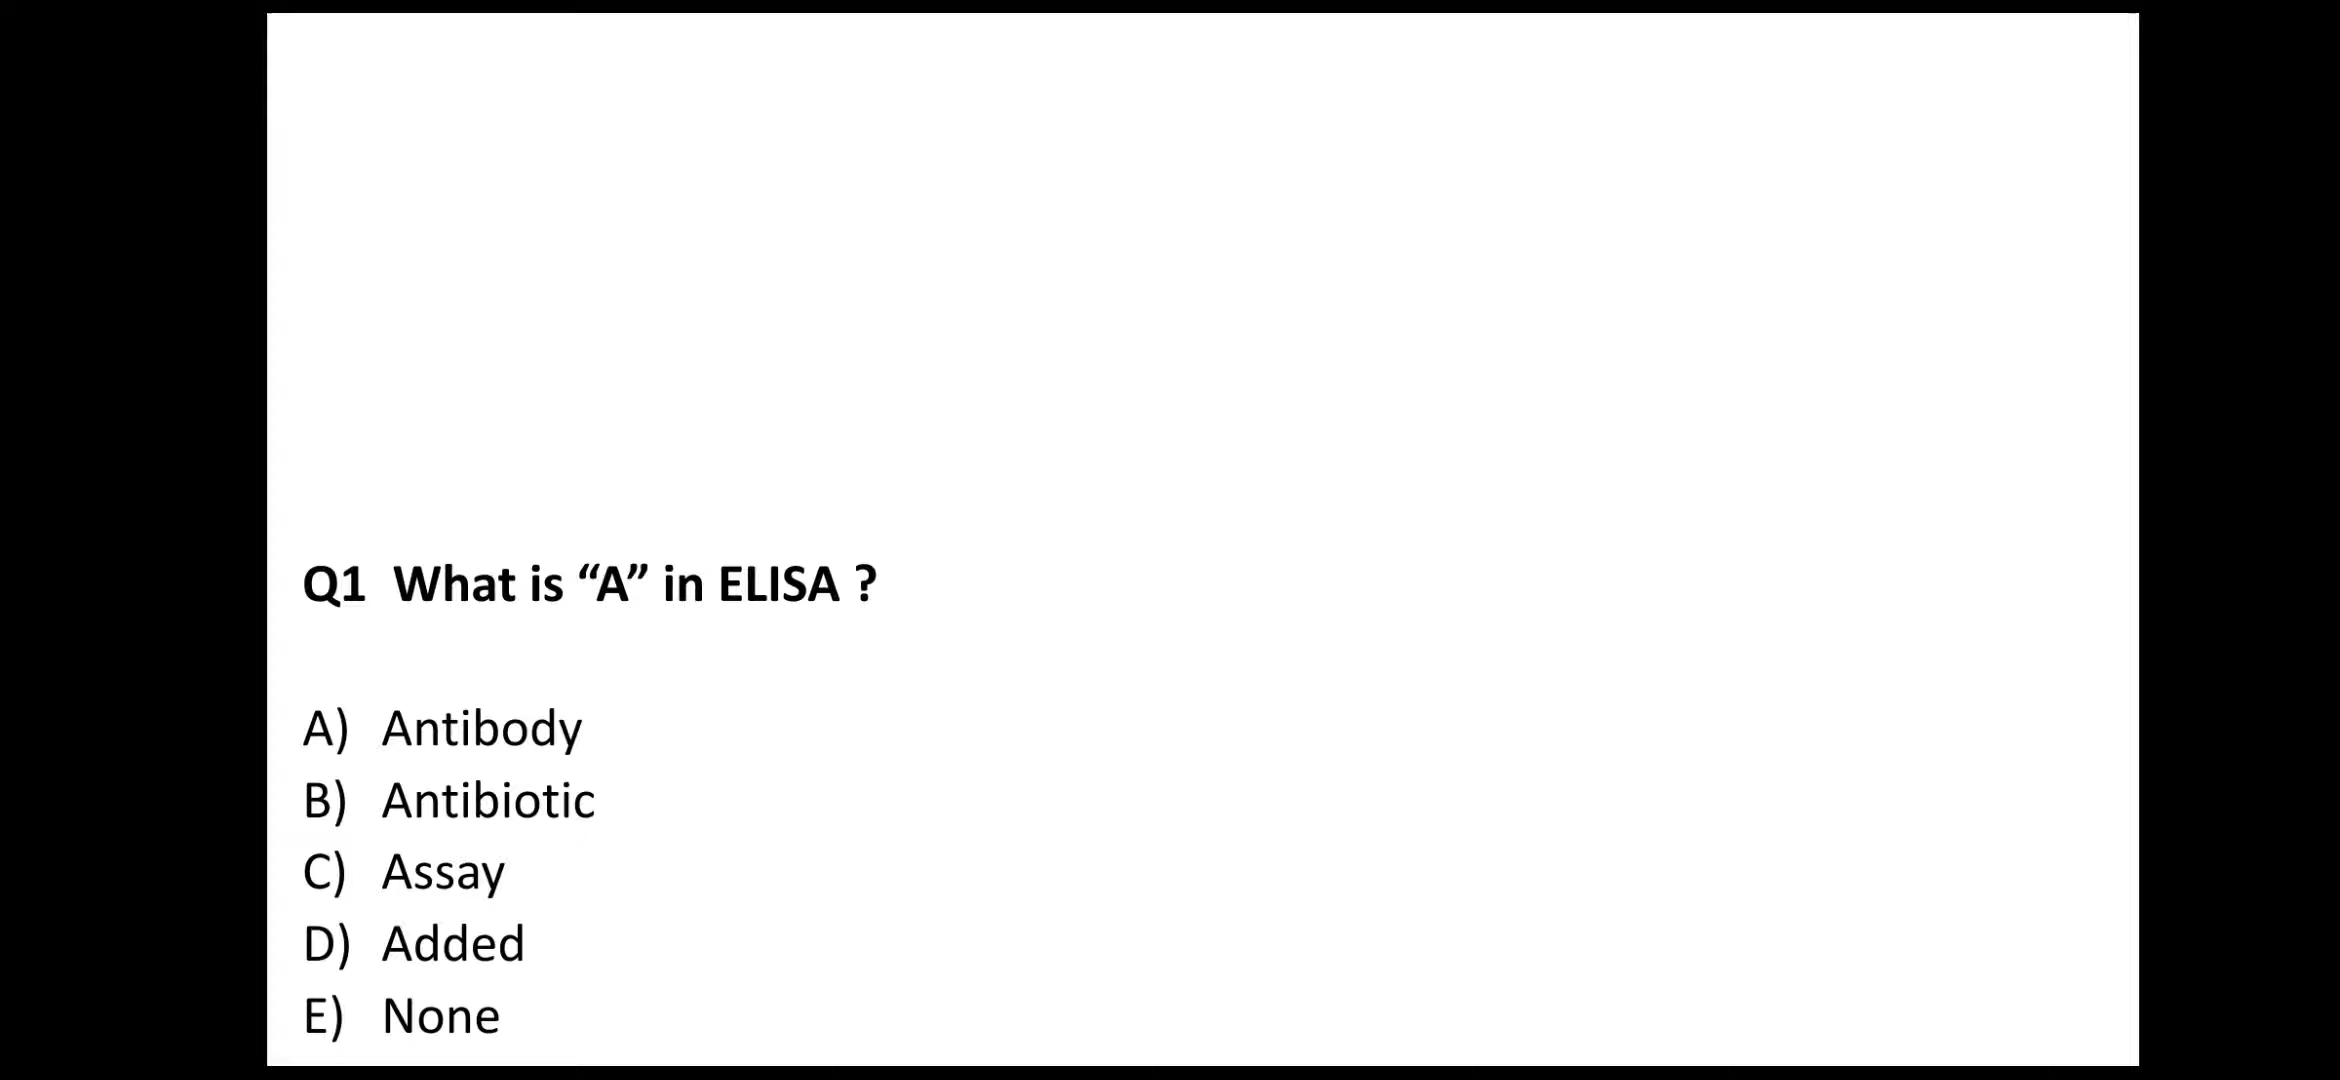 Q1 What is “A” in ELISA ?
A) Antibody
B) Antibiotic
C) Assay
D) Added
E) None